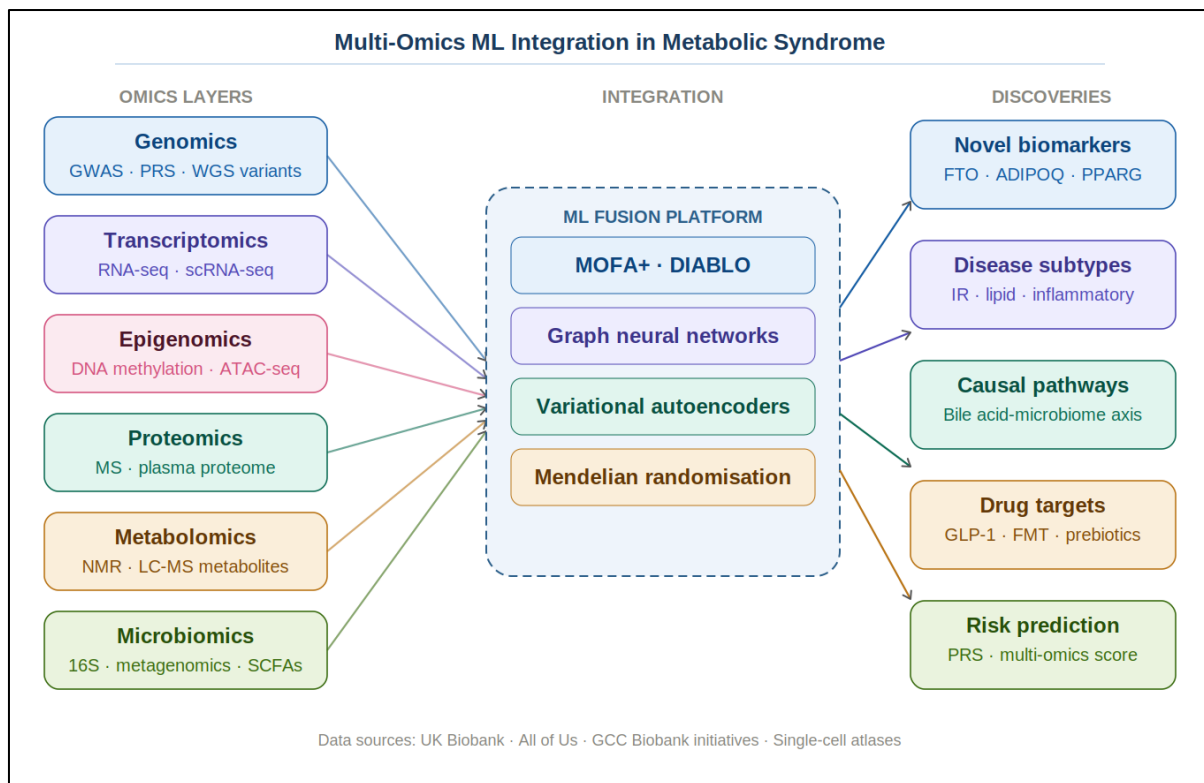 Multi-Omics ML Integration in Metabolic Syndrome
OMICS LAYERS
Genomics
GWAS · PRS · WGS variants
Transcriptomics
RNA-seq · scRNA-seq
Epigenomics
DNA methylation · ATAC-seq
Proteomics
MS · plasma proteome
Metabolomics
NMR · LC-MS metabolites
Microbiomics
16S · metagenomics · SCFAs
INTEGRATION
ML FUSION PLATFORM
MOFA+ · DIABLO
Graph neural networks
Variational autoencoders
Mendelian randomisation
DISCOVERIES
Novel biomarkers
FTO · ADIPOQ · PPARG
Disease subtypes
IR · lipid · inflammatory
Causal pathways
Bile acid-microbiome axis
Drug targets
GLP-1 · FMT · prebiotics
Risk prediction
PRS · multi-omics score
Data sources: UK Biobank · All of Us · GCC Biobank initiatives · Single-cell atlases